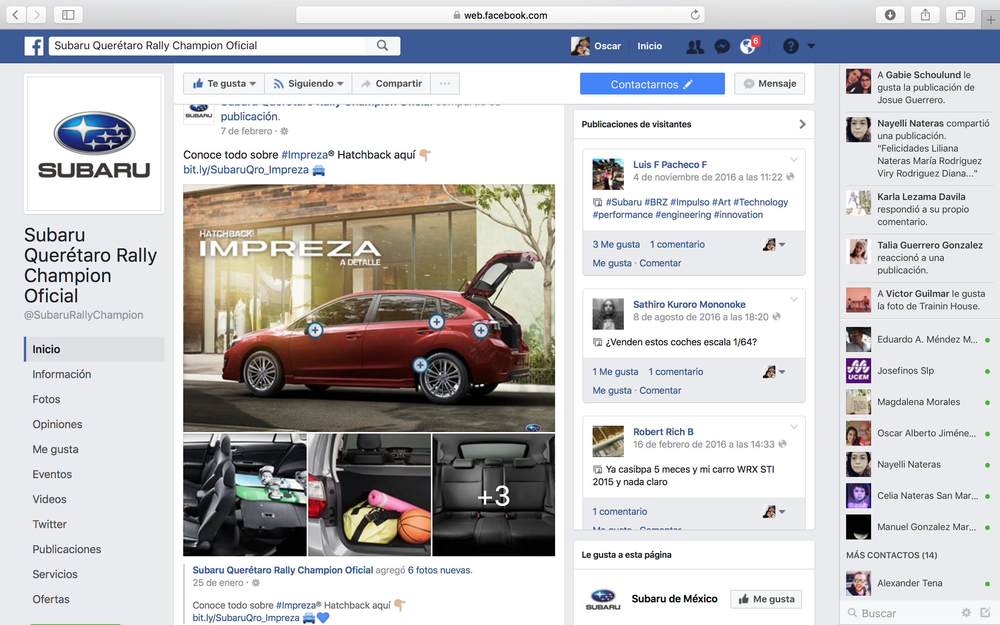 web.facebook.com
Subaru Querétaro Rally Champion Oficial
Oscar
Inicio
6
SUBARU
Subaru
Querétaro Rally
Champion
Oficial
@SubaruRallyChampion
Inicio
Información
Fotos
Opiniones
Me gusta
Eventos
Videos
Twitter
Publicaciones
Servicios
Ofertas
Te gusta
Siguiendo
Compartir
Contactarnos
Mensaje
SUBARU
Subaru Querétaro Rally Champion Oficial compartió su
publicación.
7 de febrero ·
Conoce todo sobre #Impreza® Hatchback aquí 👇🏼
bit.ly/SubaruQro_Impreza 🚘
HATCHBACK
IMPREZA
A DETALLE
+3
Subaru Querétaro Rally Champion Oficial agregó 6 fotos nuevas.
25 de enero ·
Conoce todo sobre #Impreza® Hatchback aquí 👇🏼
bit.ly/SubaruQro_Impreza 🚘💙
Publicaciones de visitantes
Luis F Pacheco F
4 de noviembre de 2016 a las 11:22
#Subaru #BRZ #Impulso #Art #Technology
#performance #engineering #innovation
3 Me gusta 1 comentario
Me gusta · Comentar
Sathiro Kuroro Mononoke
8 de agosto de 2016 a las 18:20
¿Venden estos coches escala 1/64?
1 Me gusta 1 comentario
Me gusta · Comentar
Robert Rich B
16 de febrero de 2016 a las 14:33
Ya casibpa 5 meces y mi carro WRX STI
2015 y nada claro
1 comentario
Me gusta · Comentar
Le gusta a esta página
SUBARU
Subaru de México
Me gusta
A Gabie Schoulund le
gusta la publicación de
Josue Guerrero.
Nayelli Nateras compartió
una publicación.
"Felicidades Liliana
Nateras María Rodriguez
Viry Rodriguez Diana..."
Karla Lezama Davila
respondió a su propio
comentario.
Talia Guerrero Gonzalez
reaccionó a una
publicación.
A Victor Guilmar le gusta
la foto de Trainin House.
Eduardo A. Méndez M...
UCEM
Josefinos Slp
Magdalena Morales
Oscar Alberto Jiméne...
Nayelli Nateras
Celia Nateras San Mar...
Manuel Gonzalez Mar...
MÁS CONTACTOS (14)
Alexander Tena
Buscar